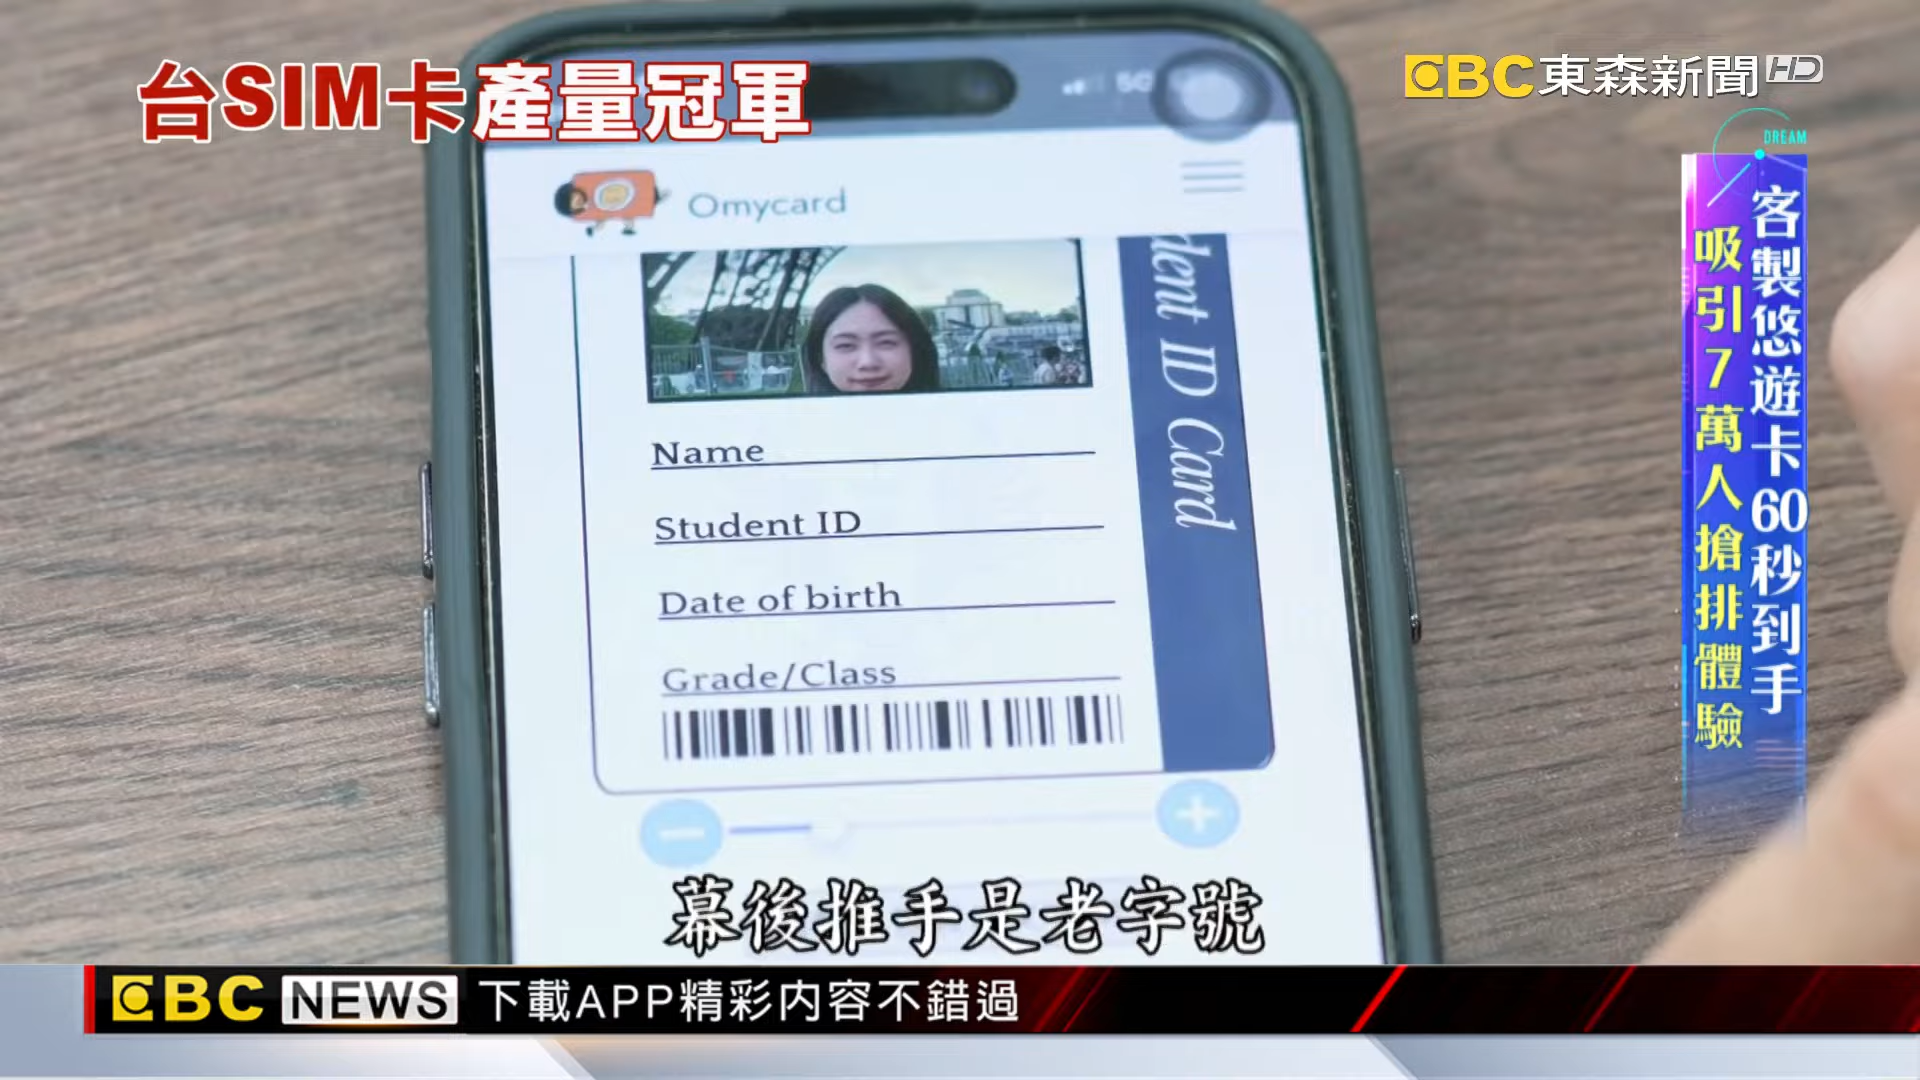 台SIM卡產量冠軍
EBC東森新聞HD
DREAM
客製悠遊卡60秒到手
吸引7萬人搶排體驗
5G
Omycard
dent ID Card
Name
Student ID
Date of birth
Grade/Class
幕後推手是老字號
EBC NEWS 下載APP精彩內容不錯過